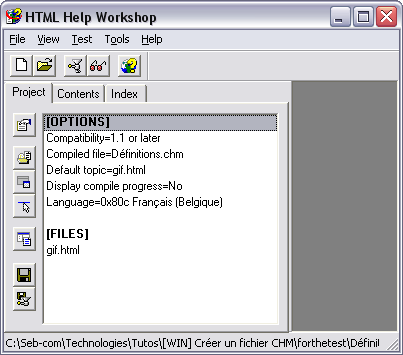 HTML Help Workshop
File View Test Tools Help
Project Contents Index
[OPTIONS]
Compatibility=1.1 or later
Compiled file=Définitions.chm
Default topic=gif.html
Display compile progress=No
Language=0x80c Français (Belgique)
[FILES]
gif.html
C:\Seb-com\Technologies\Tutos\[WIN] Créer un fichier CHM\forthetest\Défini